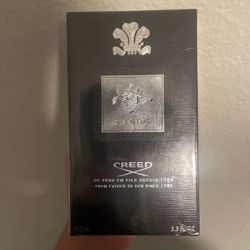 AVENTUS
CREED
DE PÈRE EN FILS DEPUIS 1760
FROM FATHER TO SON SINCE 1760
100 ml
3.3 fl. oz